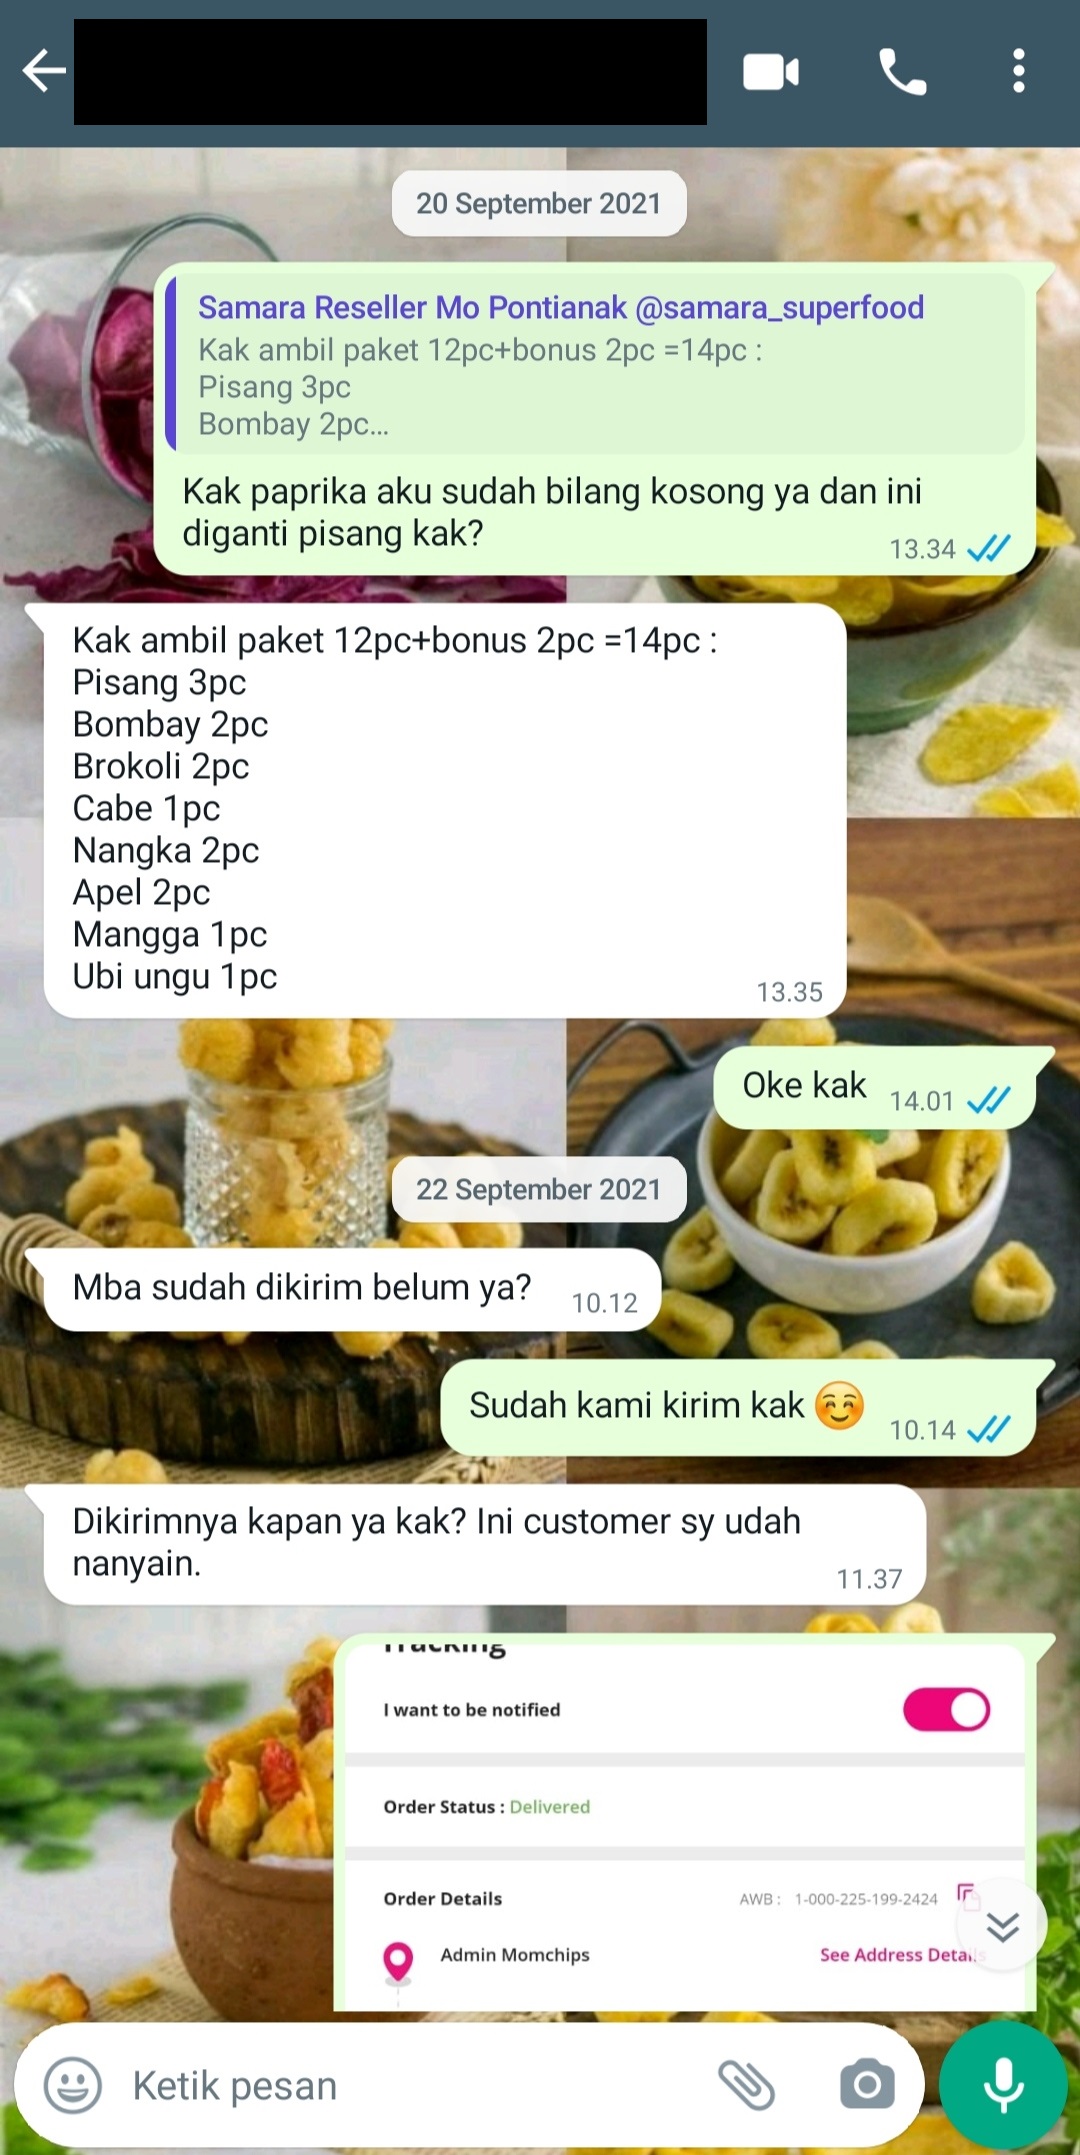 20 September 2021
Samara Reseller Mo Pontianak @samara_superfood
Kak ambil paket 12pc+bonus 2pc =14pc :
Pisang 3pc
Bombay 2pc...
Kak paprika aku sudah bilang kosong ya dan ini
diganti pisang kak?
13.34
Kak ambil paket 12pc+bonus 2pc =14pc :
Pisang 3pc
Bombay 2pc
Brokoli 2pc
Cabe 1pc
Nangka 2pc
Apel 2pc
Mangga 1pc
Ubi ungu 1pc
13.35
Oke kak 14.01
22 September 2021
Mba sudah dikirim belum ya? 10.12
Sudah kami kirim kak 😊 10.14
Dikirimnya kapan ya kak? Ini customer sy udah
nanyain.
11.37
Tracking
I want to be notified
Order Status : Delivered
Order Details AWB : 1-000-225-199-2424
Admin Momchips See Address Details
Ketik pesan